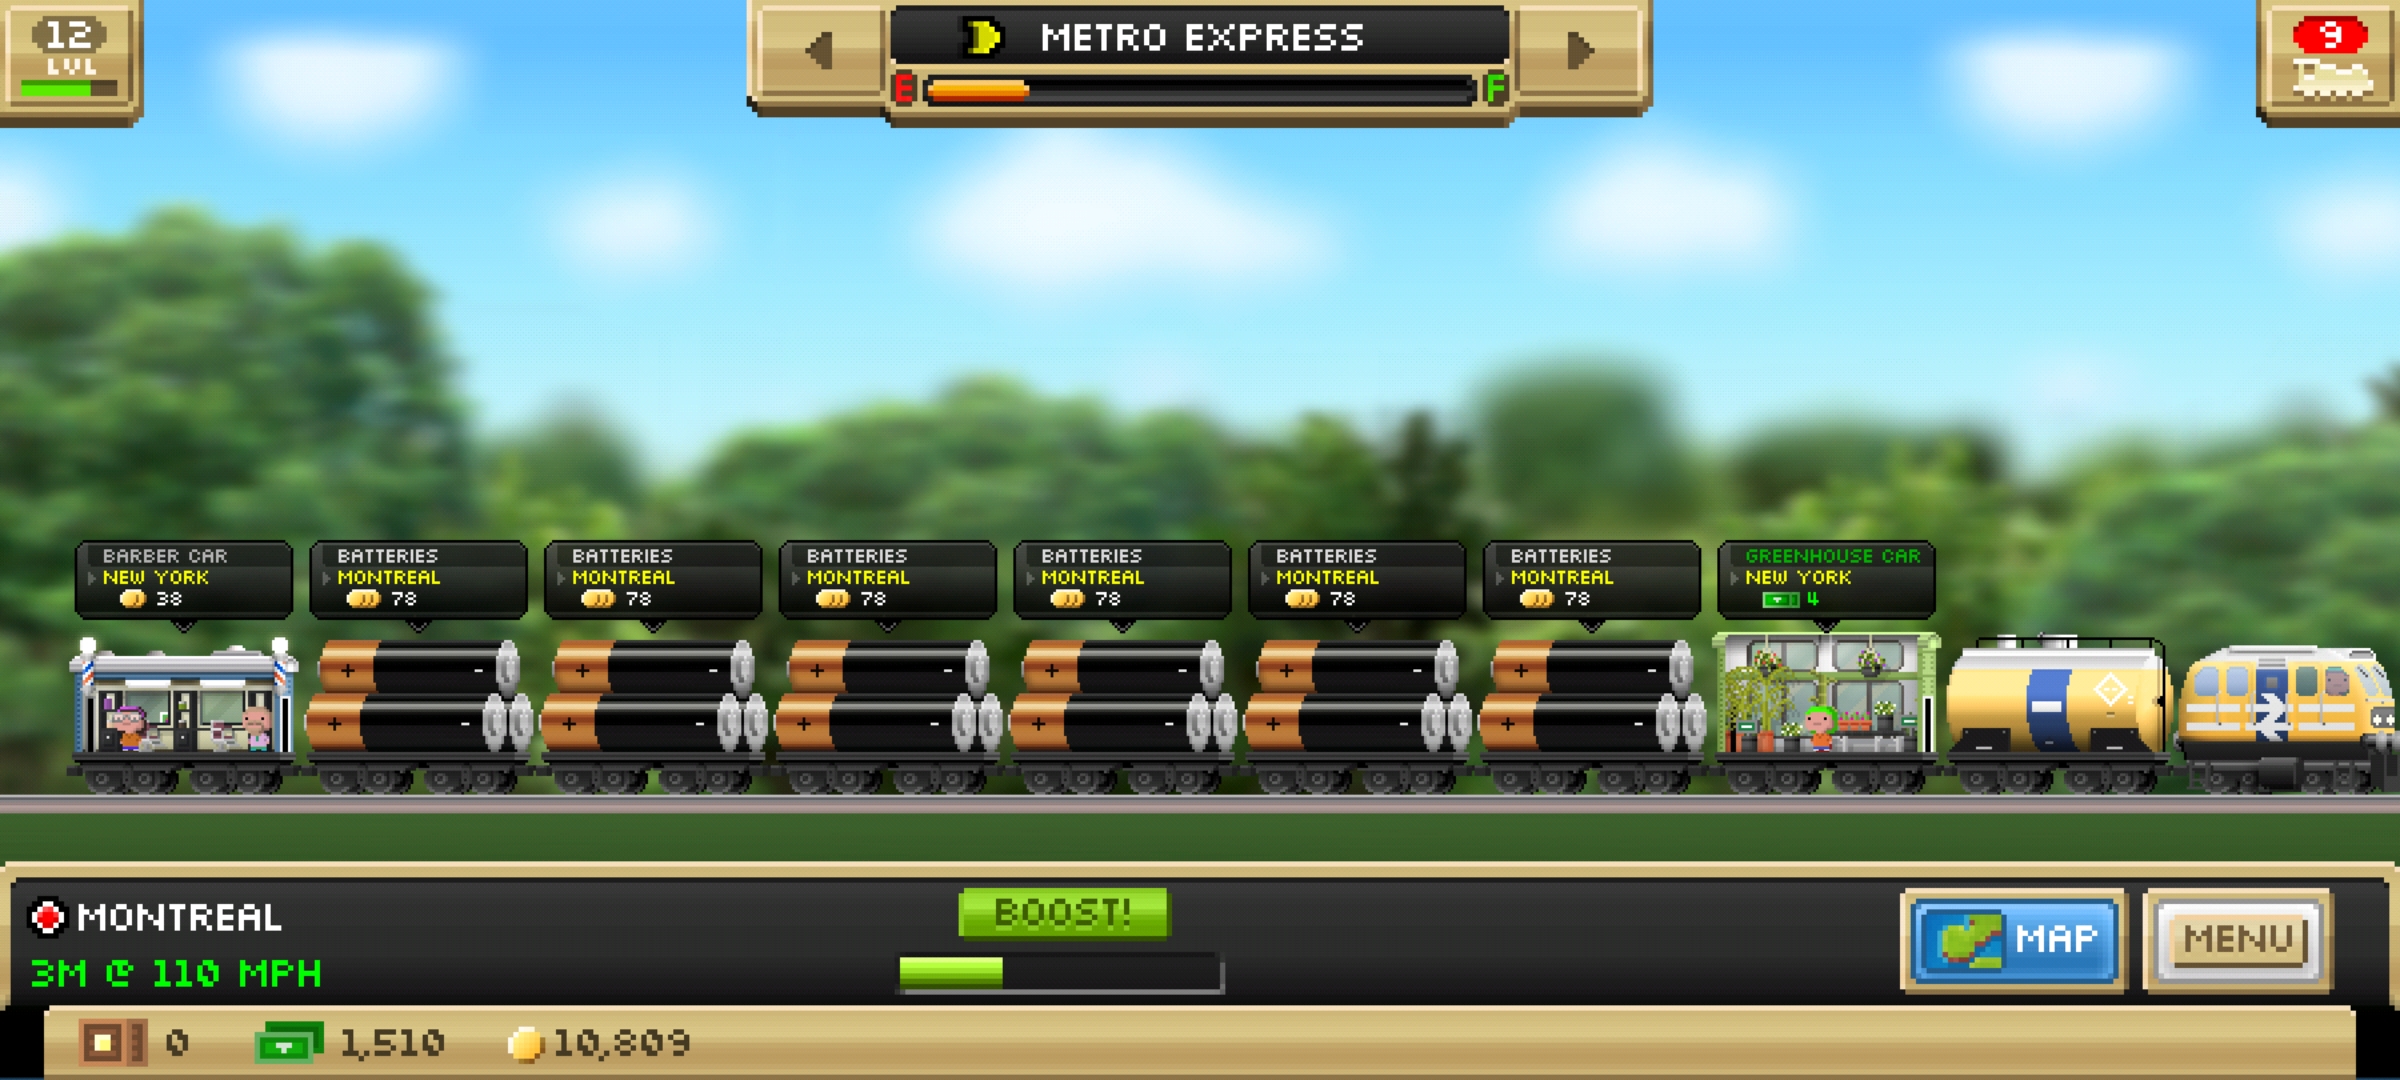 12
LVL
METRO EXPRESS
E F
9
BARBER CAR
NEW YORK
38
BATTERIES
MONTREAL
78
BATTERIES
MONTREAL
78
BATTERIES
MONTREAL
78
BATTERIES
MONTREAL
78
BATTERIES
MONTREAL
78
BATTERIES
MONTREAL
78
GREENHOUSE CAR
NEW YORK
4
MONTREAL
3M @ 110 MPH
BOOST!
MAP
MENU
0
1,510
10,809